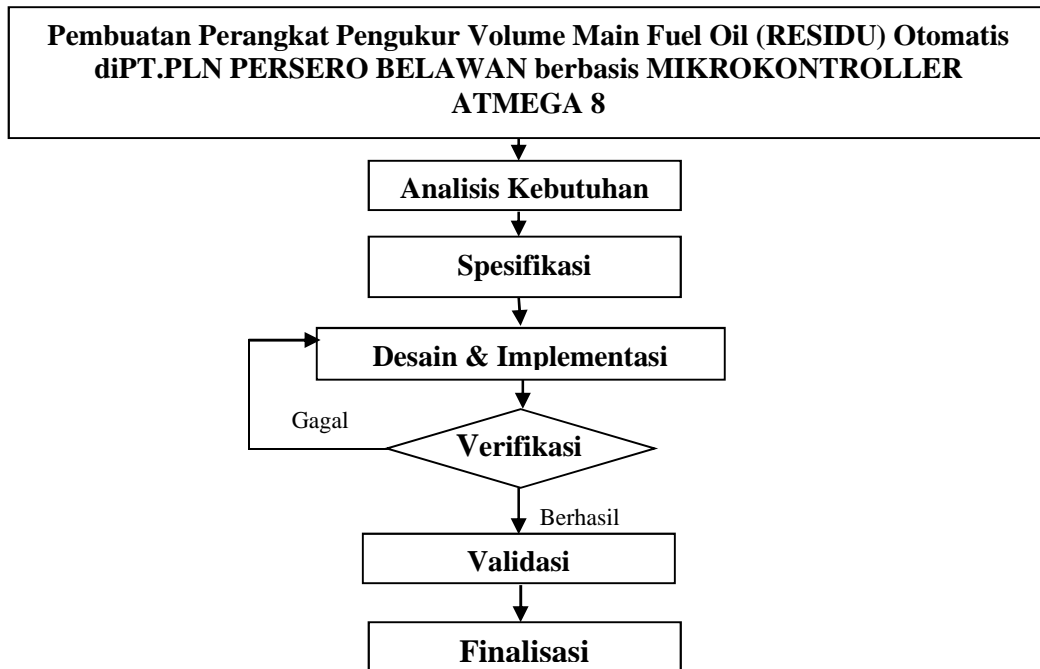 Pembuatan Perangkat Pengukur Volume Main Fuel Oil (RESIDU) Otomatis
diPT.PLN PERSERO BELAWAN berbasis MIKROKONTROLLER
ATMEGA 8
Analisis Kebutuhan
Spesifikasi
Desain & Implementasi
Gagal
Verifikasi
Berhasil
Validasi
Finalisasi